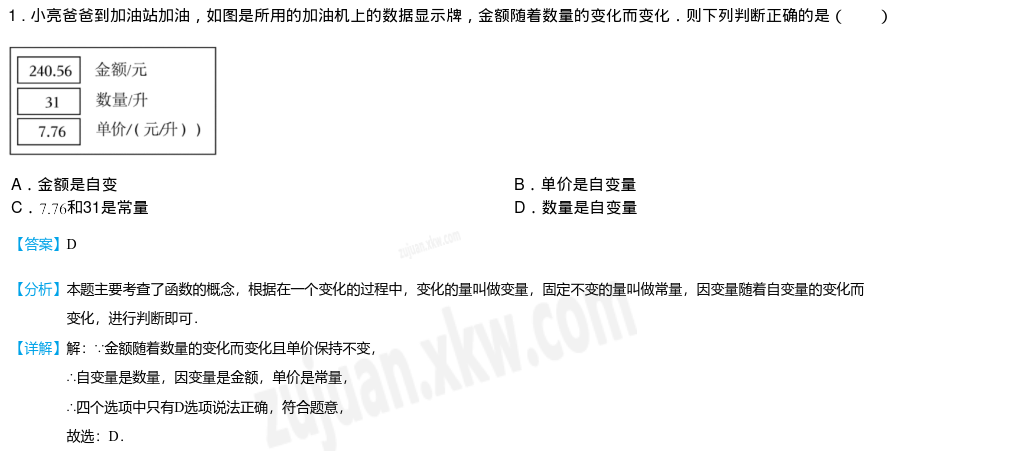 1．小亮爸爸到加油站加油，如图是所用的加油机上的数据显示牌，金额随着数量的变化而变化．则下列判断正确的是（　　）
240.56 金额/元
31 数量/升
7.76 单价/（元/升））
A．金额是自变
B．单价是自变量
C．7.76和31是常量
D．数量是自变量
【答案】D
zujuan.xkw.com
【分析】本题主要考查了函数的概念，根据在一个变化的过程中，变化的量叫做变量，固定不变的量叫做常量，因变量随着自变量的变化而
变化，进行判断即可．
【详解】解：∵金额随着数量的变化而变化且单价保持不变，
∴自变量是数量，因变量是金额，单价是常量，
∴四个选项中只有D选项说法正确，符合题意，
故选：D．
zujuan.xkw.com